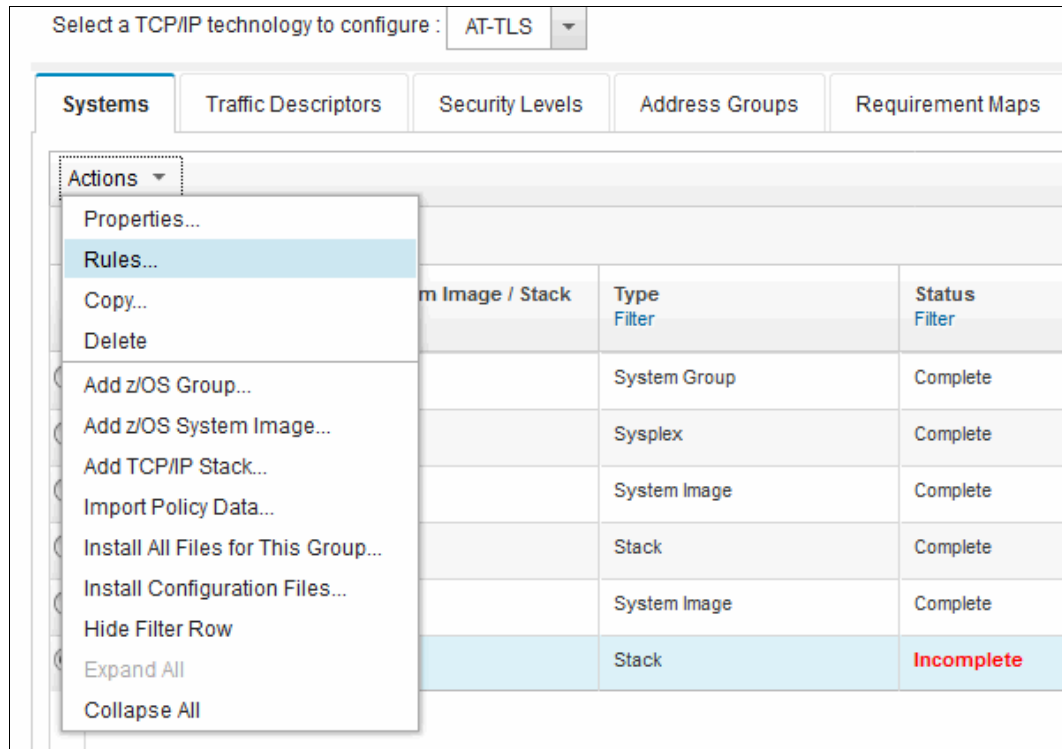 Select a TCP/IP technology to configure : AT-TLS
Systems Traffic Descriptors Security Levels Address Groups Requirement Maps
Actions
Properties...
Rules...
Copy...
Delete
Add z/OS Group...
Add z/OS System Image...
Add TCP/IP Stack...
Import Policy Data...
Install All Files for This Group...
Install Configuration Files...
Hide Filter Row
Expand All
Collapse All
m Image / Stack Type Status
Filter Filter
System Group Complete
Sysplex Complete
System Image Complete
Stack Complete
System Image Complete
Stack Incomplete